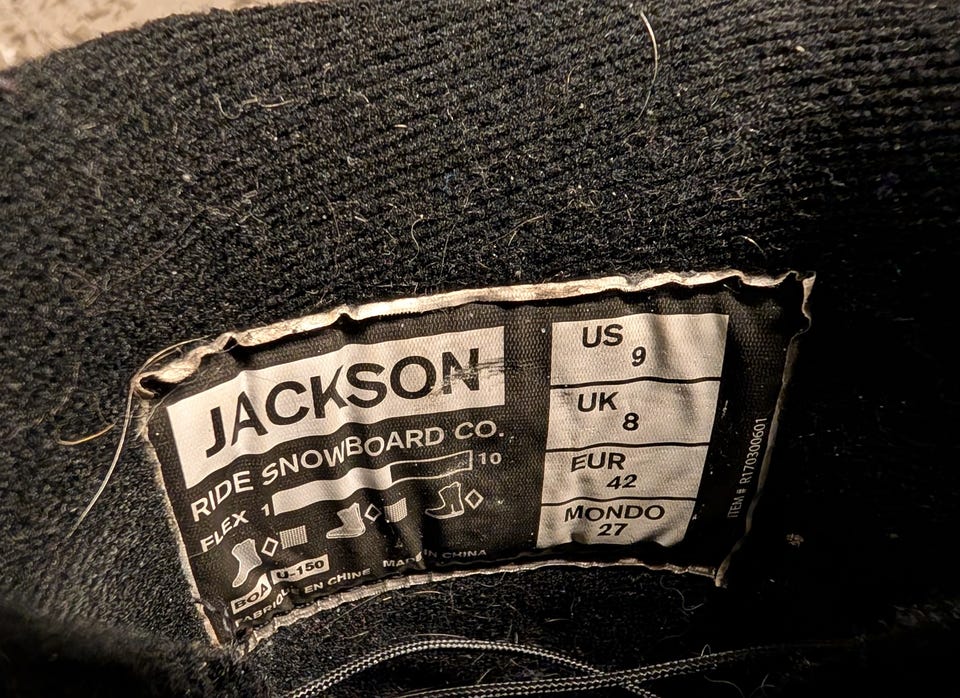 JACKSON
RIDE SNOWBOARD CO.
FLEX 1 10
BOA U-150
FABRIQUÉ EN CHINE MADE IN CHINA
US 9
UK 8
EUR 42
MONDO 27
ITEM # R170300601